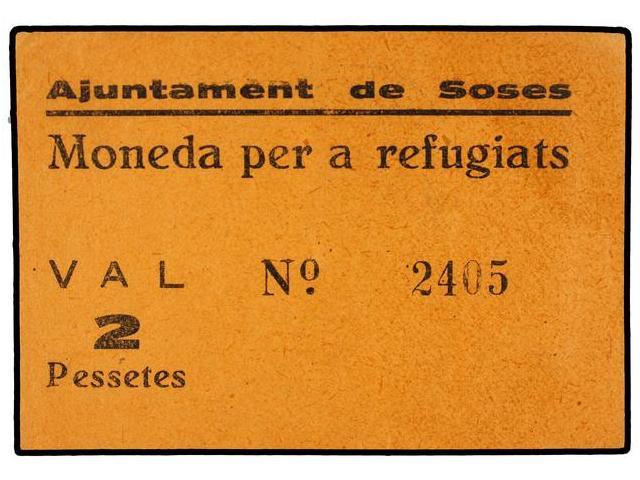 Ajuntament de Soses
Moneda per a refugiats
VAL Nº 2405
2
Pessetes